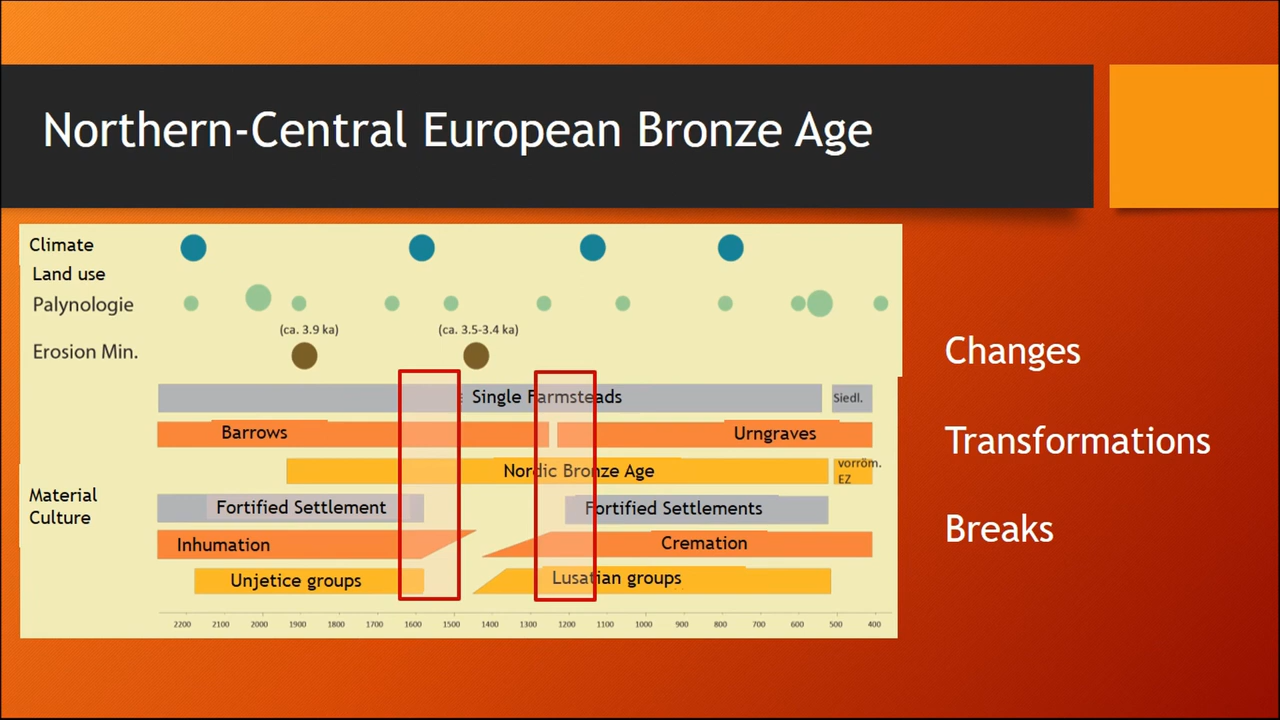 Northern-Central European Bronze Age
Climate
Land use
Palynologie
(ca. 3.9 ka) (ca. 3.5-3.4 ka)
Erosion Min.
Single Farmsteads Siedl.
Barrows Urngraves
Nordic Bronze Age vorröm.
EZ
Material
Culture
Fortified Settlement Fortified Settlements
Inhumation Cremation
Unjetice groups Lusatian groups
2200 2100 2000 1900 1800 1700 1600 1500 1400 1300 1200 1100 1000 900 800 700 600 500 400
Changes
Transformations
Breaks